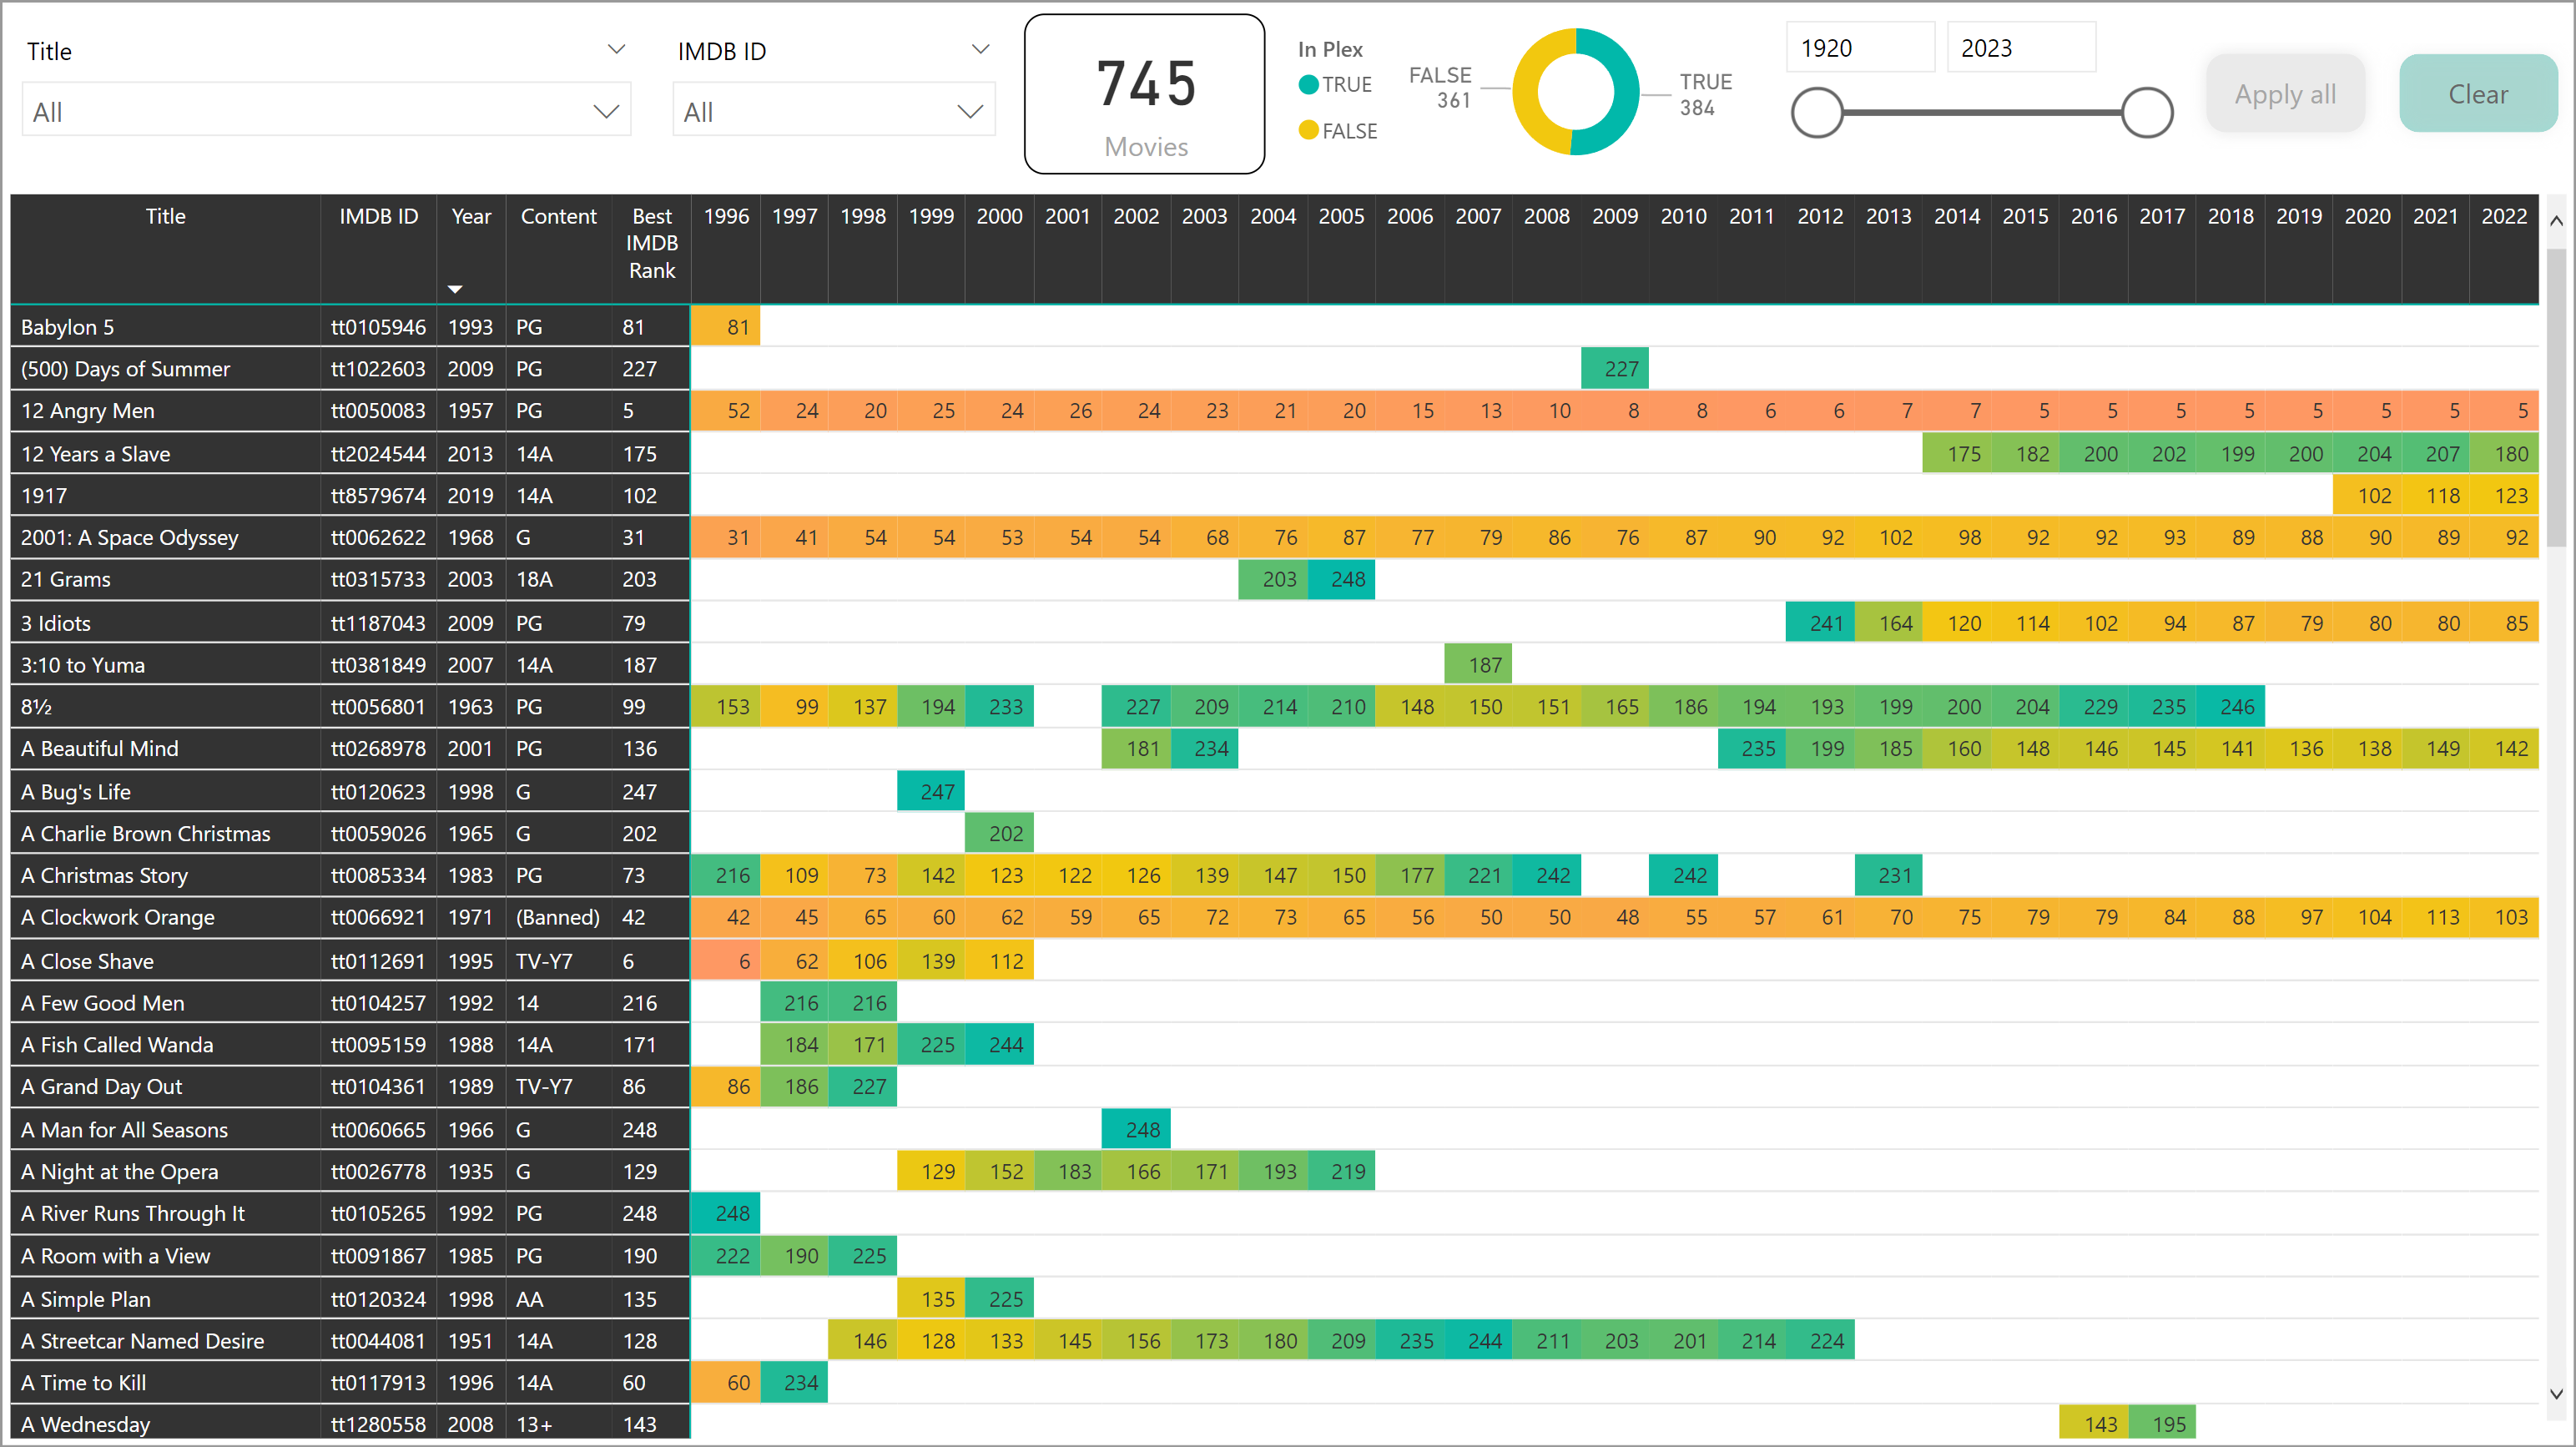 Title
All
IMDB ID
All
745
Movies
In Plex
TRUE
FALSE
FALSE
361
TRUE
384
1920
2023
Apply all
Clear
Title IMDB ID Year Content Best IMDB Rank 1996 1997 1998 1999 2000 2001 2002 2003 2004 2005 2006 2007 2008 2009 2010 2011 2012 2013 2014 2015 2016 2017 2018 2019 2020 2021 2022
Babylon 5 tt0105946 1993 PG 81 81
(500) Days of Summer tt1022603 2009 PG 227 227
12 Angry Men tt0050083 1957 PG 5 52 24 20 25 24 26 24 23 21 20 15 13 10 8 8 6 6 7 7 5 5 5 5 5 5 5 5
12 Years a Slave tt2024544 2013 14A 175 175 182 200 202 199 200 204 207 180
1917 tt8579674 2019 14A 102 102 118 123
2001: A Space Odyssey tt0062622 1968 G 31 31 41 54 54 53 54 54 68 76 87 77 79 86 76 87 90 92 102 98 92 92 93 89 88 90 89 92
21 Grams tt0315733 2003 18A 203 203 248
3 Idiots tt1187043 2009 PG 79 241 164 120 114 102 94 87 79 80 80 85
3:10 to Yuma tt0381849 2007 14A 187 187
8½ tt0056801 1963 PG 99 153 99 137 194 233 227 209 214 210 148 150 151 165 186 194 193 199 200 204 229 235 246
A Beautiful Mind tt0268978 2001 PG 136 181 234 235 199 185 160 148 146 145 141 136 138 149 142
A Bug's Life tt0120623 1998 G 247 247
A Charlie Brown Christmas tt0059026 1965 G 202 202
A Christmas Story tt0085334 1983 PG 73 216 109 73 142 123 122 126 139 147 150 177 221 242 242 231
A Clockwork Orange tt0066921 1971 (Banned) 42 42 45 65 60 62 59 65 72 73 65 56 50 50 48 55 57 61 70 75 79 79 84 88 97 104 113 103
A Close Shave tt0112691 1995 TV-Y7 6 6 62 106 139 112
A Few Good Men tt0104257 1992 14 216 216 216
A Fish Called Wanda tt0095159 1988 14A 171 184 171 225 244
A Grand Day Out tt0104361 1989 TV-Y7 86 86 186 227
A Man for All Seasons tt0060665 1966 G 248 248
A Night at the Opera tt0026778 1935 G 129 129 152 183 166 171 193 219
A River Runs Through It tt0105265 1992 PG 248 248
A Room with a View tt0091867 1985 PG 190 222 190 225
A Simple Plan tt0120324 1998 AA 135 135 225
A Streetcar Named Desire tt0044081 1951 14A 128 146 128 133 145 156 173 180 209 235 244 211 203 201 214 224
A Time to Kill tt0117913 1996 14A 60 60 234
A Wednesday tt1280558 2008 13+ 143 143 195